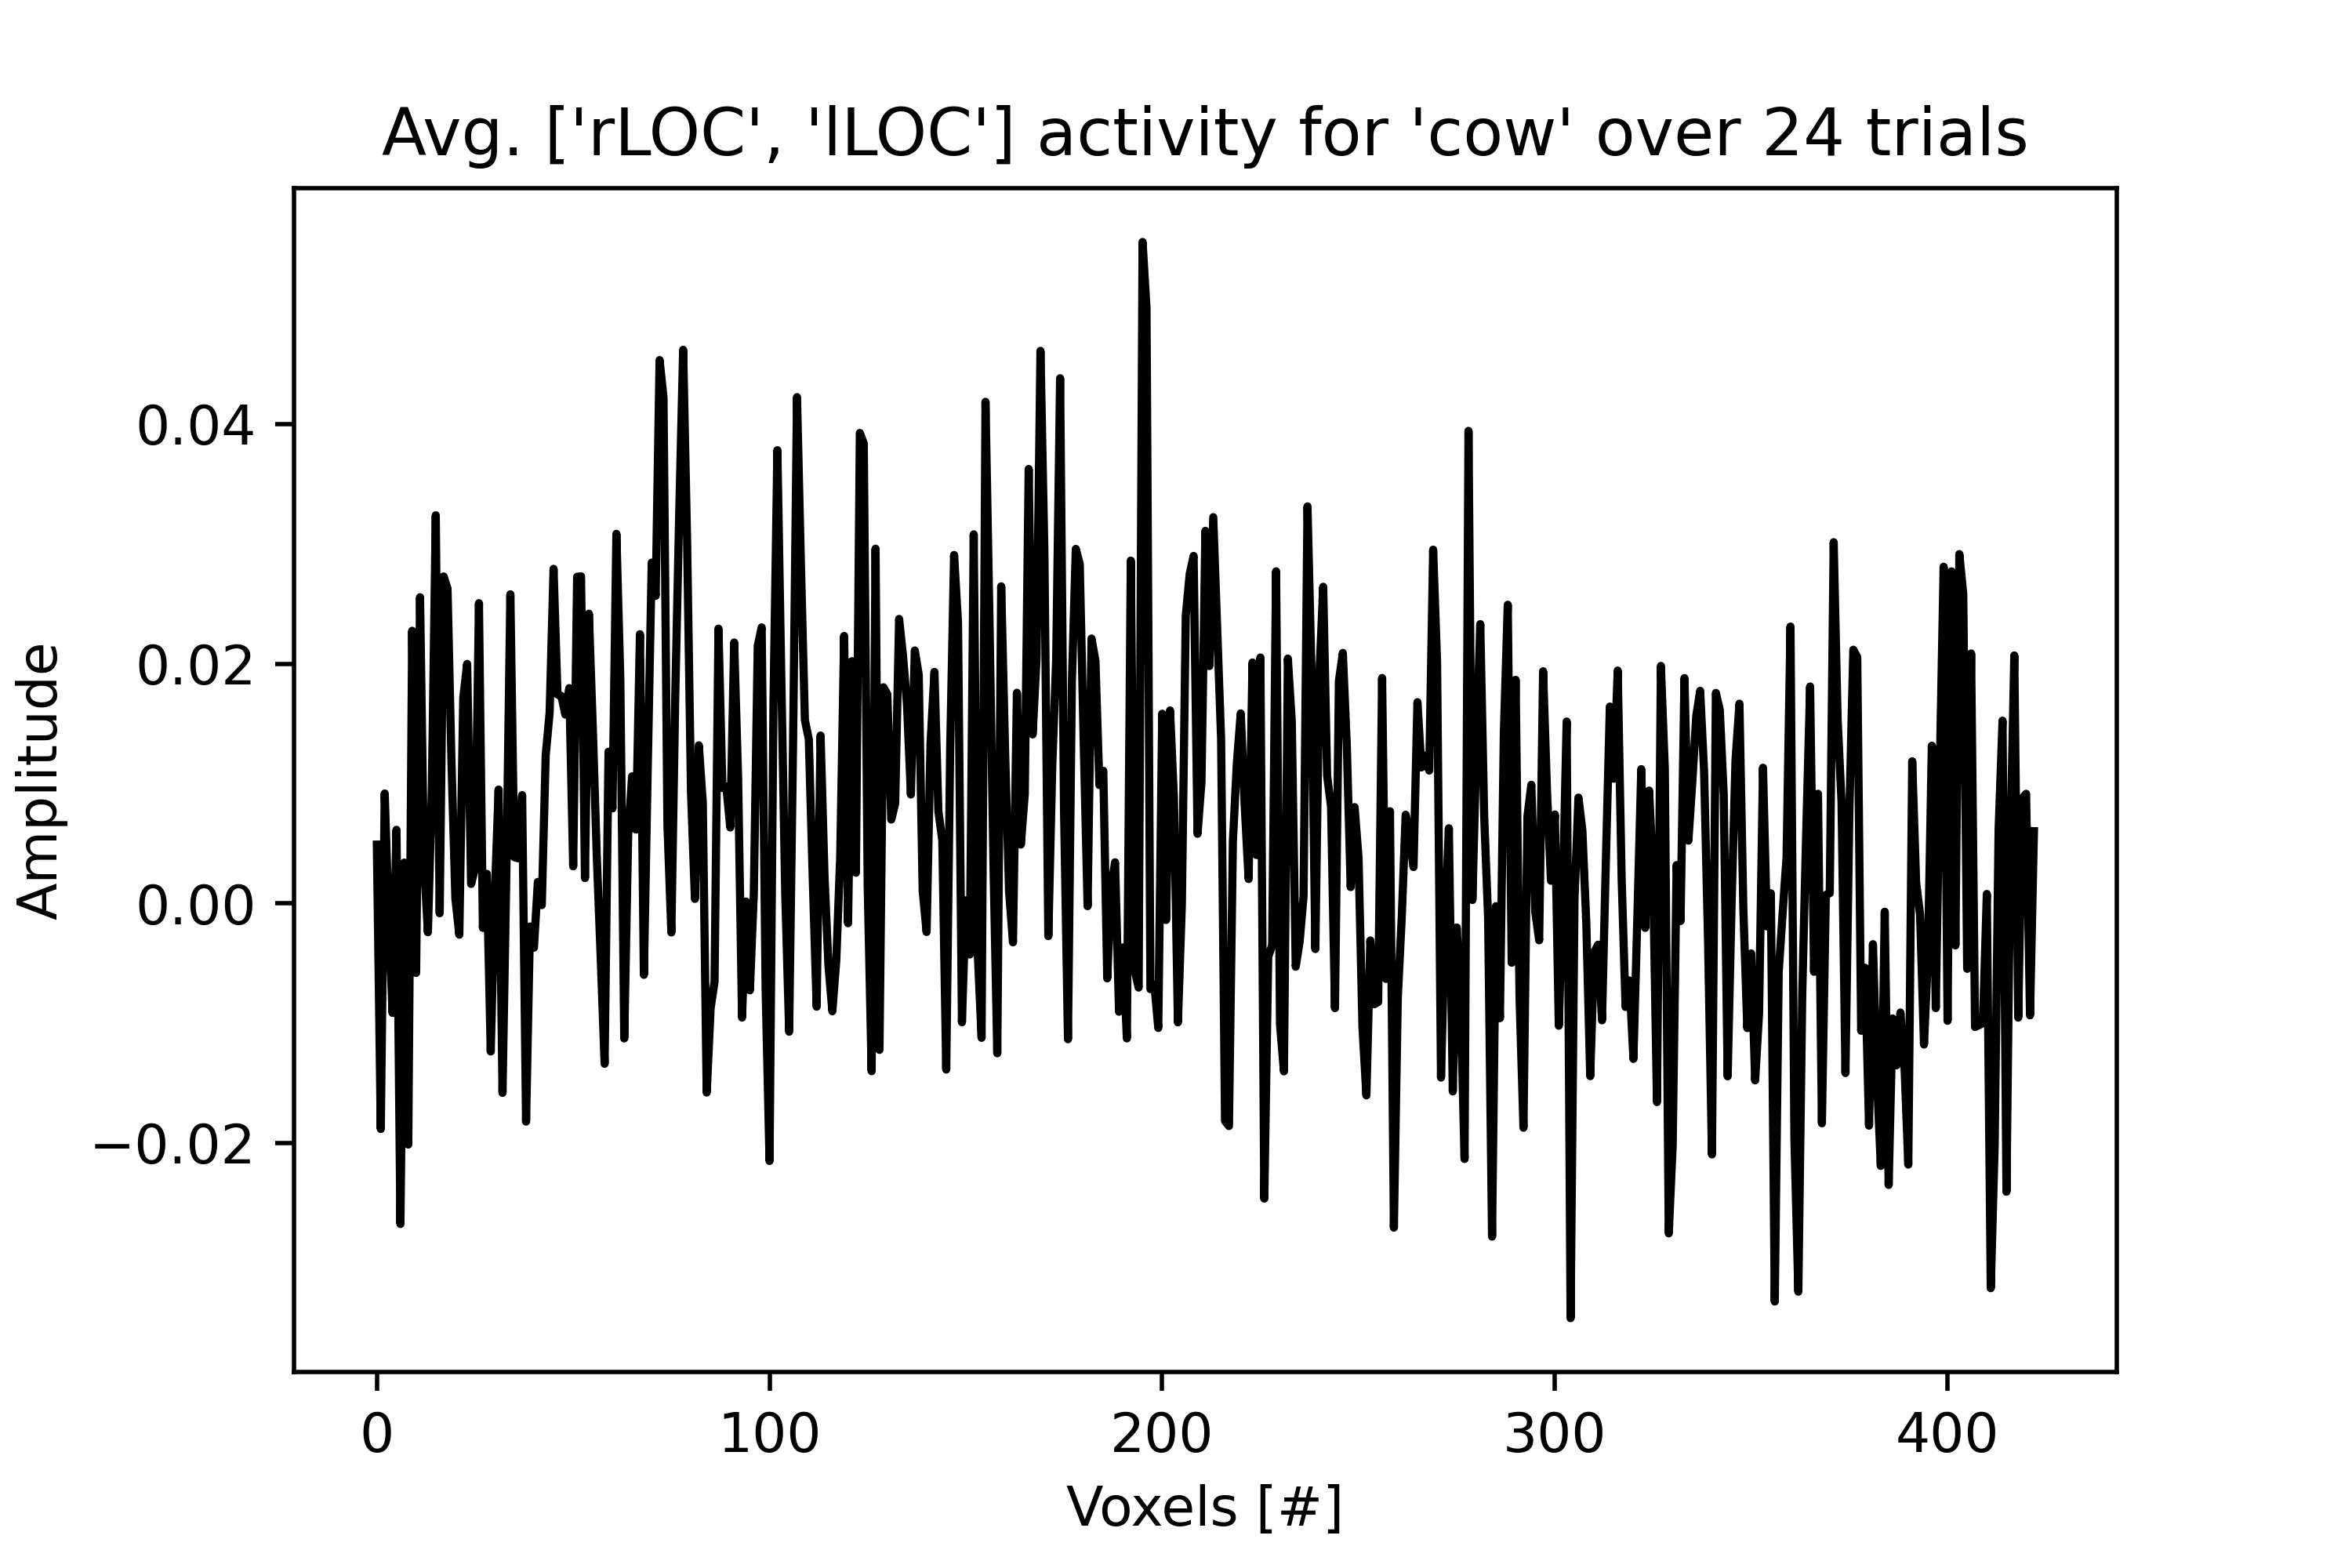 Avg. ['rLOC', 'lLOC'] activity for 'cow' over 24 trials
Amplitude
0.04
0.02
0.00
−0.02
0 100 200 300 400
Voxels [#]